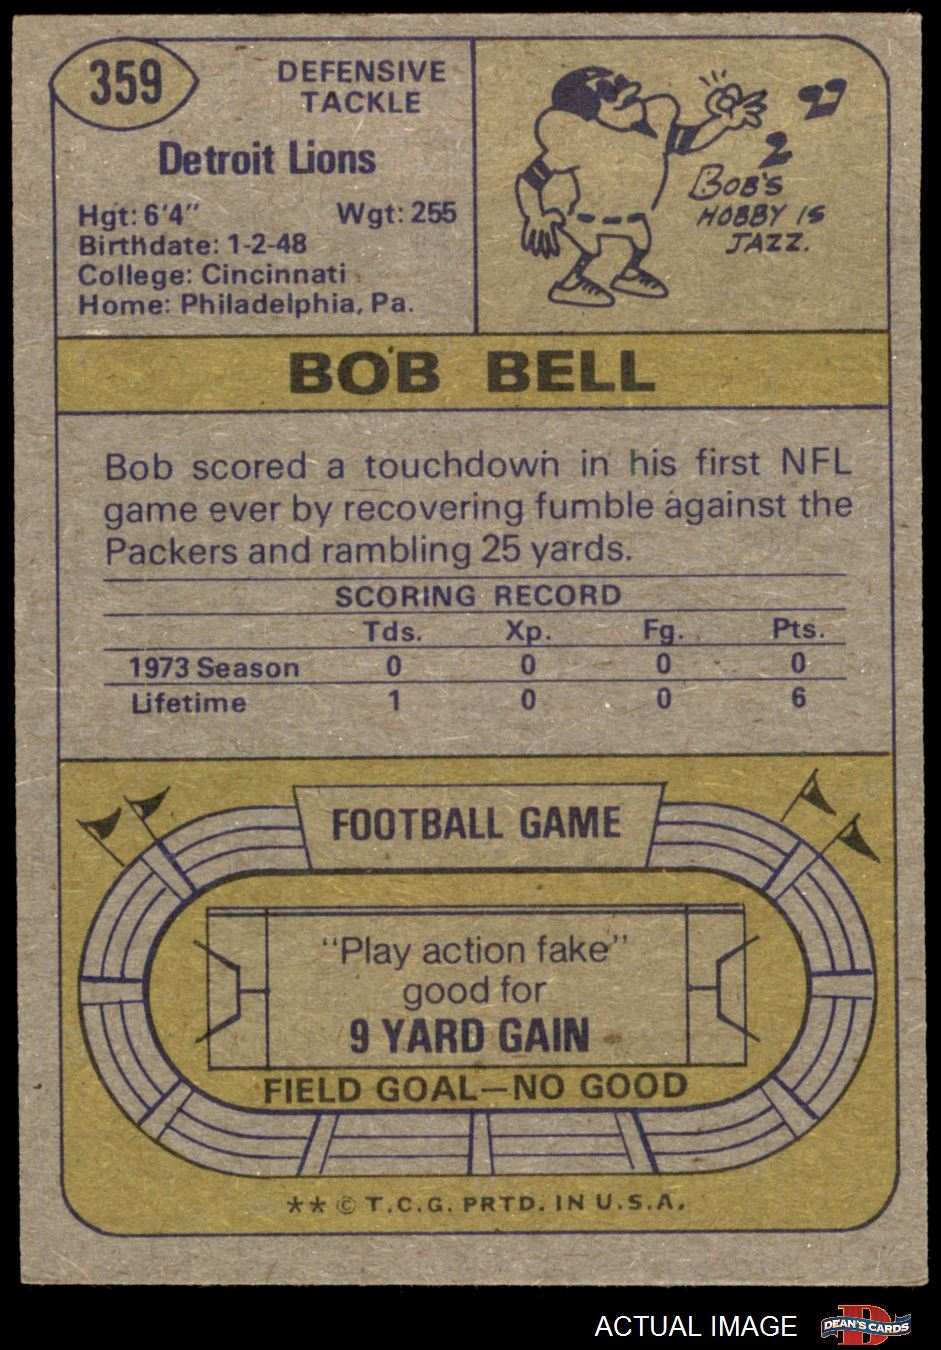 359
DEFENSIVE
TACKLE
Detroit Lions
Hgt: 6'4" Wgt: 255
Birthdate: 1-2-48
College: Cincinnati
Home: Philadelphia, Pa.
BOB'S
HOBBY IS
JAZZ.
BOB BELL
Bob scored a touchdown in his first NFL
game ever by recovering fumble against the
Packers and rambling 25 yards.
SCORING RECORD
Tds. Xp. Fg. Pts.
1973 Season 0 0 0 0
Lifetime 1 0 0 6
FOOTBALL GAME
"Play action fake"
good for
9 YARD GAIN
FIELD GOAL—NO GOOD
** © T.C.G. PRTD. IN U.S.A.
ACTUAL IMAGE
D
DEAN'S CARDS